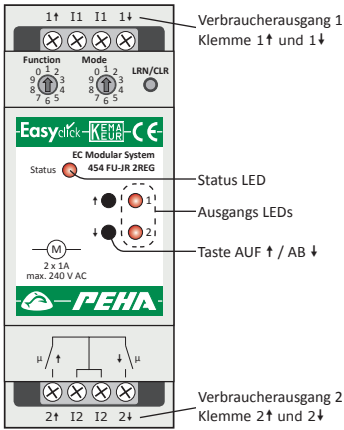 1↑ I1 I1 1↓
Verbraucherausgang 1
Klemme 1↑ und 1↓
Function Mode
LRN/CLR
0 1 2 3 4 5 6 7 8 9
0 1 2 3 4 5 6 7 8 9
Easyclick KEMA KEUR CE
EC Modular System
454 FU-JR 2REG
Status
Status LED
↑ 1
Ausgangs LEDs
↓ 2
Taste AUF ↑ / AB ↓
M
2 x 1A
max. 240 V AC
PEHA
µ ↑ ↓ µ
Verbraucherausgang 2
2↑ I2 I2 2↓
Klemme 2↑ und 2↓